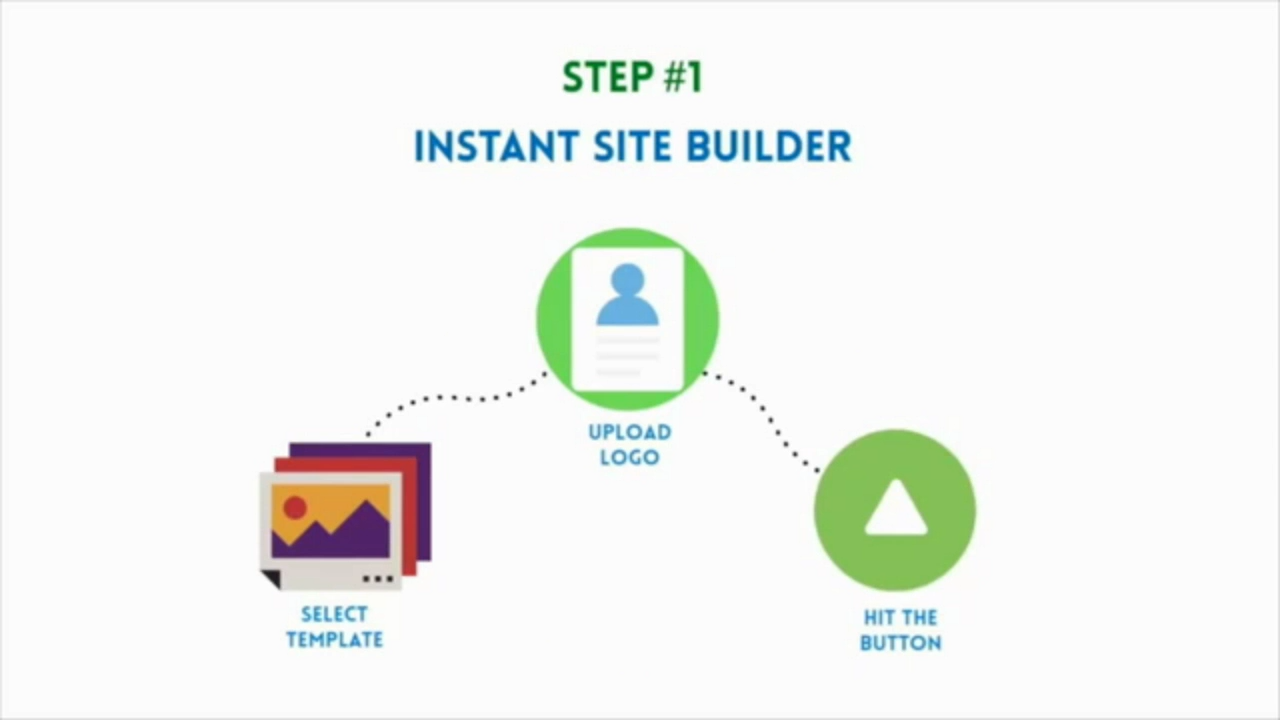 STEP #1
INSTANT SITE BUILDER
UPLOAD
LOGO
SELECT
TEMPLATE
HIT THE
BUTTON